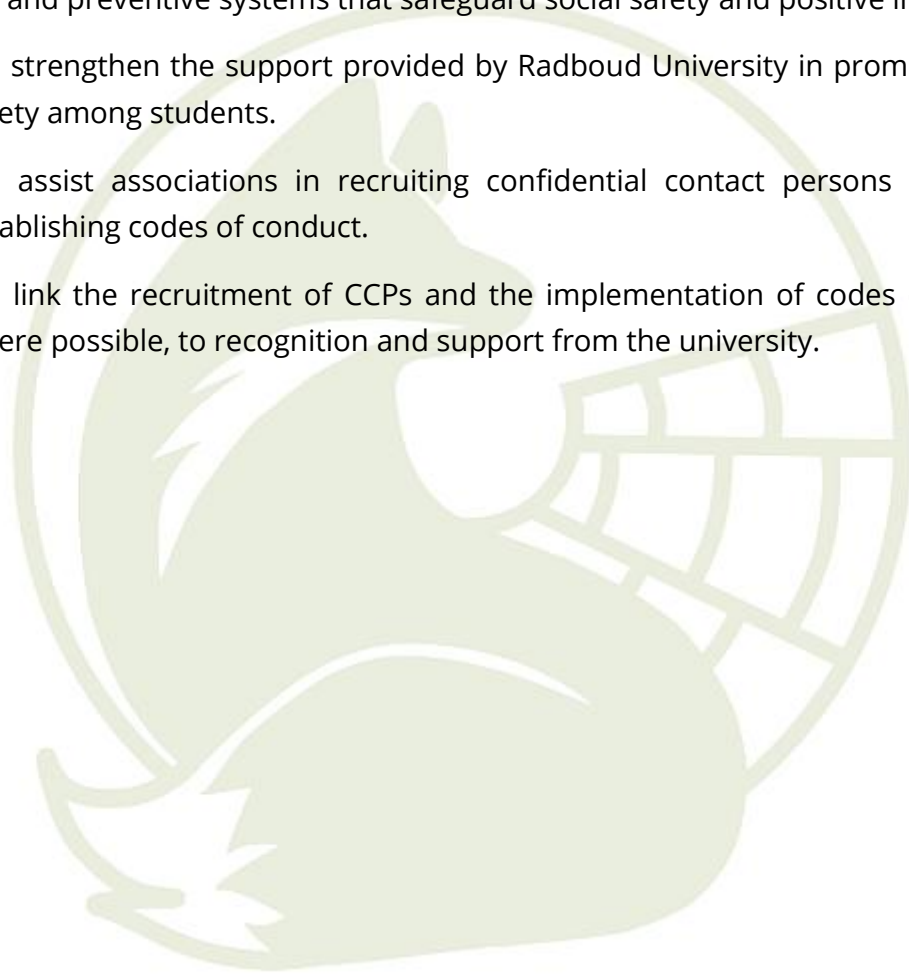 and preventive systems that safeguard social safety and positive
strengthen the support provided by Radboud University in prom
ety among students.
assist associations in recruiting confidential contact persons
ablishing codes of conduct.
link the recruitment of CCPs and the implementation of codes
ere possible, to recognition and support from the university.